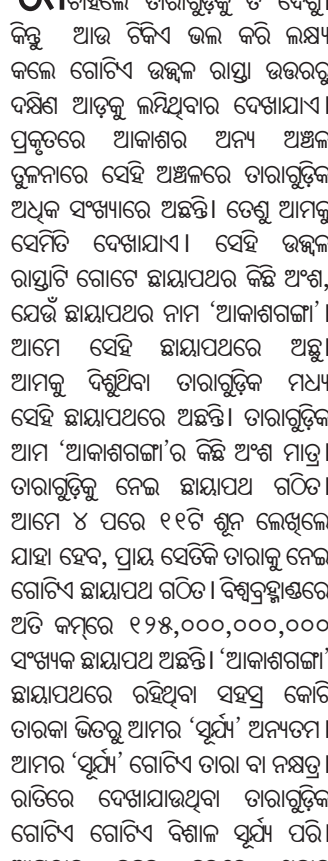 ଚାହିଁଲେ ତାରାଗୁଡ଼ିକୁ ତ ଦେଖୁ।
କିନ୍ତୁ ଆଉ ଟିକିଏ ଭଲ କରି ଲକ୍ଷ୍ୟ
କଲେ ଗୋଟିଏ ଉଜ୍ଜ୍ୱଳ ରାସ୍ତା ଉତ୍ତରରୁ
ଦକ୍ଷିଣ ଆଡ଼କୁ ଲମ୍ବିଥିବାର ଦେଖାଯାଏ।
ପ୍ରକୃତରେ ଆକାଶର ଅନ୍ୟ ଅଞ୍ଚଳ
ତୁଳନାରେ ସେହି ଅଞ୍ଚଳରେ ତାରାଗୁଡ଼ିକ
ଅଧିକ ସଂଖ୍ୟାରେ ଅଛନ୍ତି। ତେଣୁ ଆମକୁ
ସେମିତି ଦେଖାଯାଏ। ସେହି ଉଜ୍ଜ୍ୱଳ
ରାସ୍ତାଟି ଗୋଟେ ଛାୟାପଥର କିଛି ଅଂଶ,
ଯେଉଁ ଛାୟାପଥର ନାମ ‘ଆକାଶଗଙ୍ଗା’।
ଆମେ ସେହି ଛାୟାପଥରେ ଅଛୁ।
ଆମକୁ ଦିଶୁଥିବା ତାରାଗୁଡ଼ିକ ମଧ୍ୟ
ସେହି ଛାୟାପଥରେ ଅଛନ୍ତି। ତାରାଗୁଡ଼ିକ
ଆମ ‘ଆକାଶଗଙ୍ଗା’ର କିଛି ଅଂଶ ମାତ୍ର।
ତାରାଗୁଡ଼ିକୁ ନେଇ ଛାୟାପଥ ଗଠିତ।
ଆମେ ୪ ପରେ ୧୧ଟି ଶୂନ ଲେଖିଲେ
ଯାହା ହେବ, ପ୍ରାୟ ସେତିକି ତାରାକୁ ନେଇ
ଗୋଟିଏ ଛାୟାପଥ ଗଠିତ। ବିଶ୍ୱବ୍ରହ୍ମାଣ୍ଡରେ
ଅତି କମ୍‌ରେ ୧୨୫,୦୦୦,୦୦୦,୦୦୦
ସଂଖ୍ୟକ ଛାୟାପଥ ଅଛନ୍ତି। ‘ଆକାଶଗଙ୍ଗା’
ଛାୟାପଥରେ ରହିଥିବା ସହସ୍ର କୋଟି
ତାରକା ଭିତରୁ ଆମର ‘ସୂର୍ଯ୍ୟ’ ଅନ୍ୟତମ।
ଆମର ‘ସୂର୍ଯ୍ୟ’ ଗୋଟିଏ ତାରା ବା ନକ୍ଷତ୍ର।
ରାତିରେ ଦେଖାଯାଉଥିବା ତାରାଗୁଡ଼ିକ
ଗୋଟିଏ ଗୋଟିଏ ବିଶାଳ ସୂର୍ଯ୍ୟ ପରି।